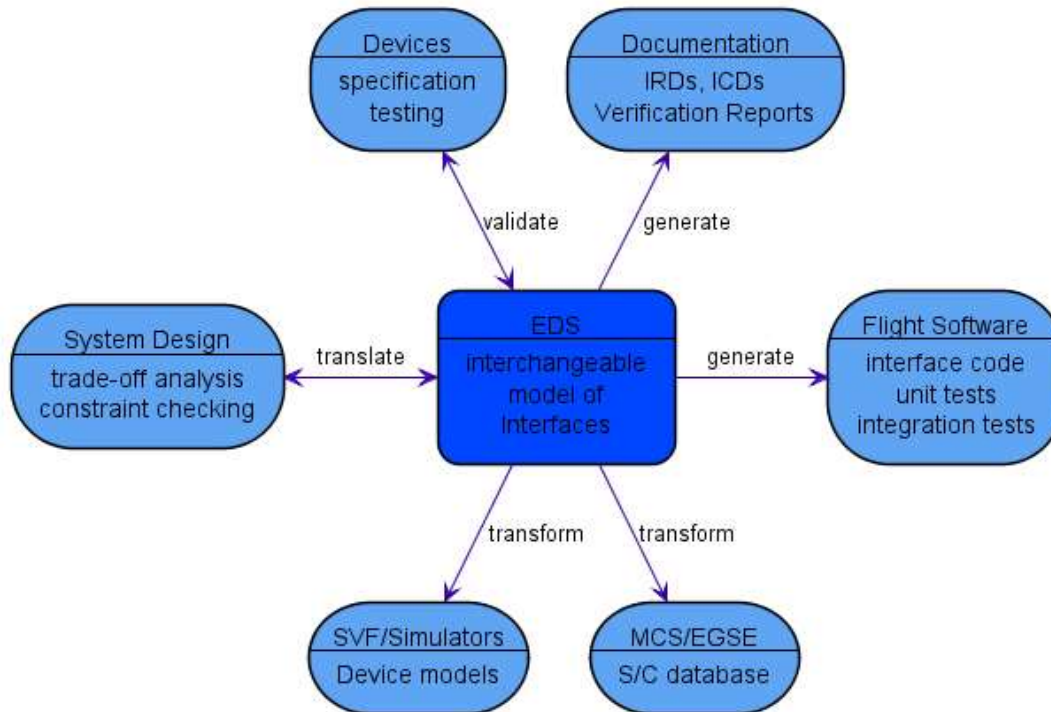 Devices
specification
testing
Documentation
IRDs, ICDs
Verification Reports
validate
generate
System Design
trade-off analysis
constraint checking
translate
EDS
interchangeable
model of
Interfaces
generate
Flight Software
interface code
unit tests
integration tests
transform
transform
SVF/Simulators
Device models
MCS/EGSE
S/C database